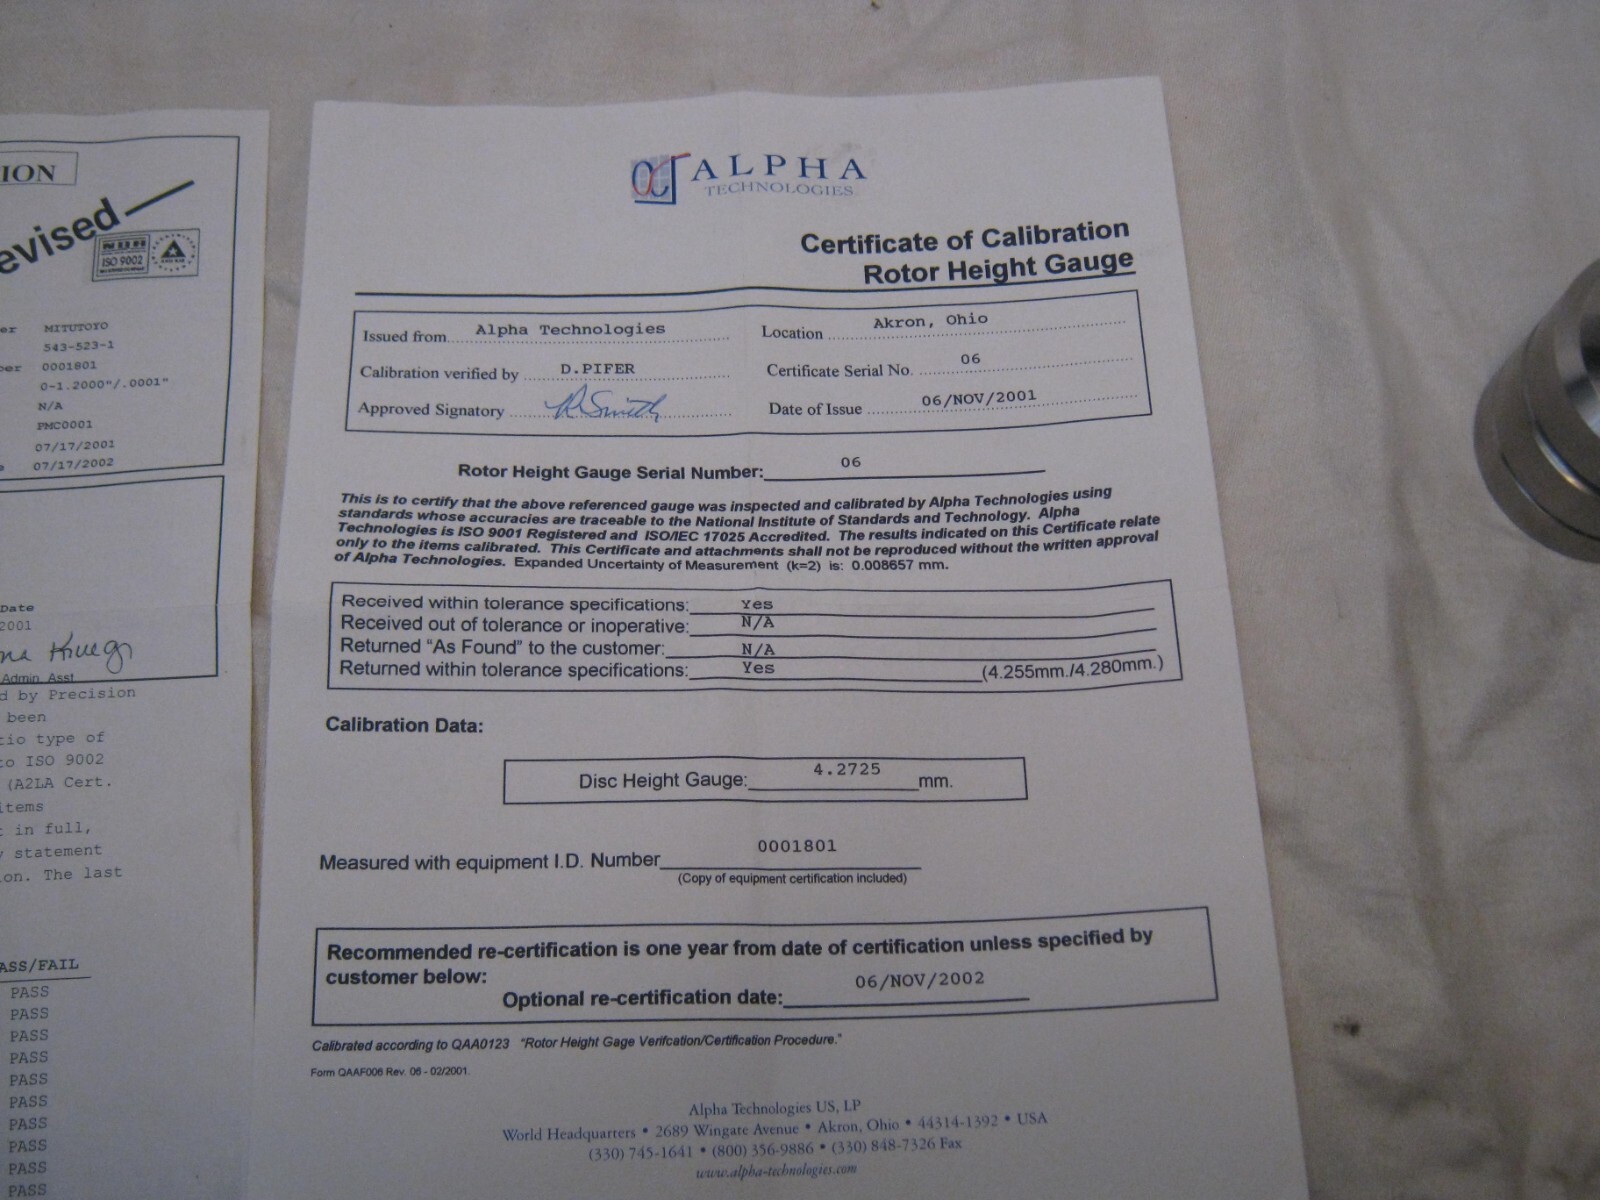 ION
evised
NQA
ISO 9002
er MITUTOYO
543-523-1
ber 0001801
0-1.2000"/.0001"
N/A
PMC0001
07/17/2001
07/17/2002
Date
2001
Admin Asst
d by Precision
been
tio type of
to ISO 9002
(A2LA Cert.
items
t in full,
y statement
on. The last
ASS/FAIL
PASS
PASS
PASS
PASS
PASS
PASS
PASS
PASS
PASS
PASS
ALPHA
TECHNOLOGIES
Certificate of Calibration
Rotor Height Gauge
Issued from Alpha Technologies Location Akron, Ohio
Calibration verified by D.PIFER Certificate Serial No. 06
Approved Signatory R Smith Date of Issue 06/NOV/2001
Rotor Height Gauge Serial Number: 06
This is to certify that the above referenced gauge was inspected and calibrated by Alpha Technologies using
standards whose accuracies are traceable to the National Institute of Standards and Technology. Alpha
Technologies is ISO 9001 Registered and ISO/IEC 17025 Accredited. The results indicated on this Certificate relate
only to the items calibrated. This Certificate and attachments shall not be reproduced without the written approval
of Alpha Technologies. Expanded Uncertainty of Measurement (k=2) is: 0.008657 mm.
Received within tolerance specifications: Yes
Received out of tolerance or inoperative: N/A
Returned "As Found" to the customer: N/A
Returned within tolerance specifications: Yes (4.255mm./4.280mm.)
Calibration Data:
Disc Height Gauge: 4.2725 mm.
Measured with equipment I.D. Number 0001801
(Copy of equipment certification included)
Recommended re-certification is one year from date of certification unless specified by
customer below:
Optional re-certification date: 06/NOV/2002
Calibrated according to QAA0123 "Rotor Height Gage Verifcation/Certification Procedure."
Form QAAF006 Rev. 06 - 02/2001.
Alpha Technologies US, LP
World Headquarters • 2689 Wingate Avenue • Akron, Ohio • 44314-1392 • USA
(330) 745-1641 • (800) 356-9886 • (330) 848-7326 Fax
www.alpha-technologies.com